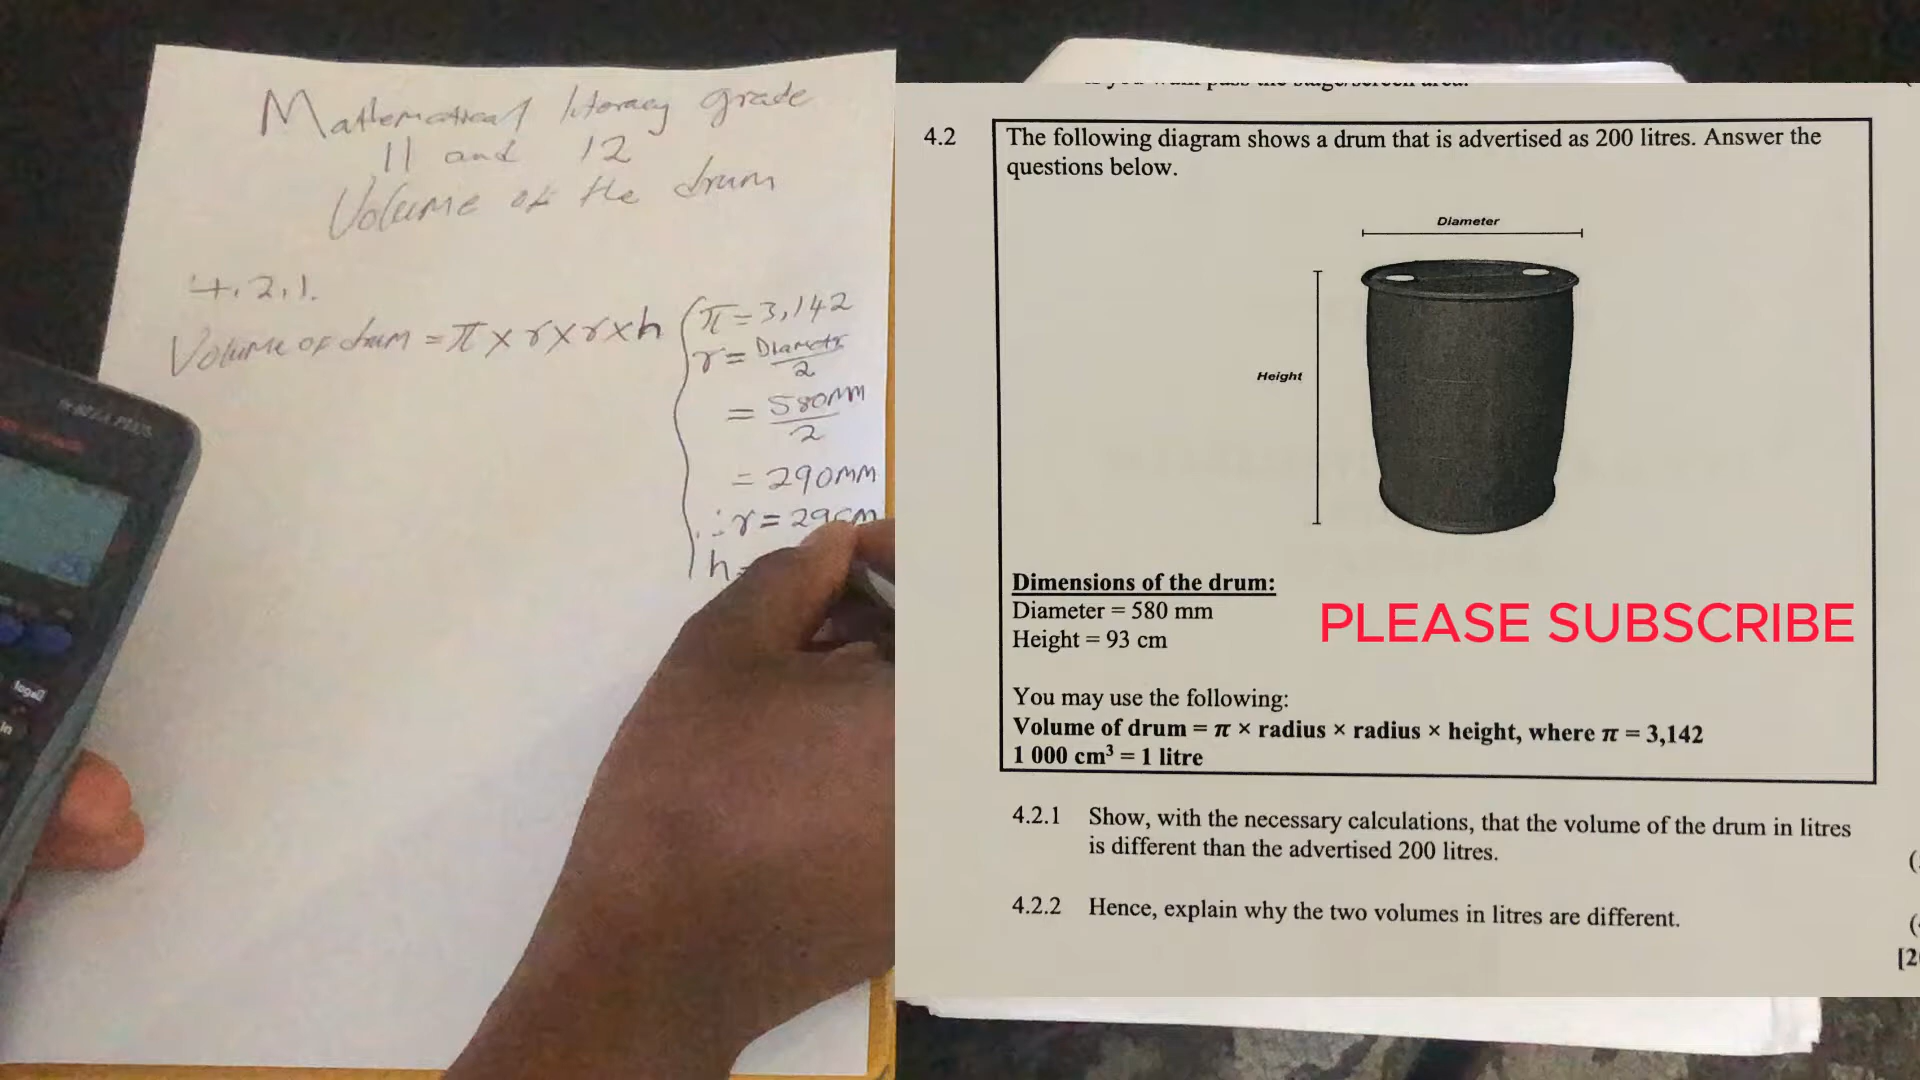 Mathematical literacy grade
11 and 12
Volume of the drum
4.2.1.
Volume of drum = π × r × r × h
π = 3,142
r = Diametr
2
= 580mm
2
= 290mm
∴ r = 29cm
h =
log
ln
4.2 The following diagram shows a drum that is advertised as 200 litres. Answer the
questions below.
Diameter
Height
Dimensions of the drum:
Diameter = 580 mm
Height = 93 cm
PLEASE SUBSCRIBE
You may use the following:
Volume of drum = π × radius × radius × height, where π = 3,142
1 000 cm³ = 1 litre
4.2.1 Show, with the necessary calculations, that the volume of the drum in litres
is different than the advertised 200 litres.
4.2.2 Hence, explain why the two volumes in litres are different.
[2